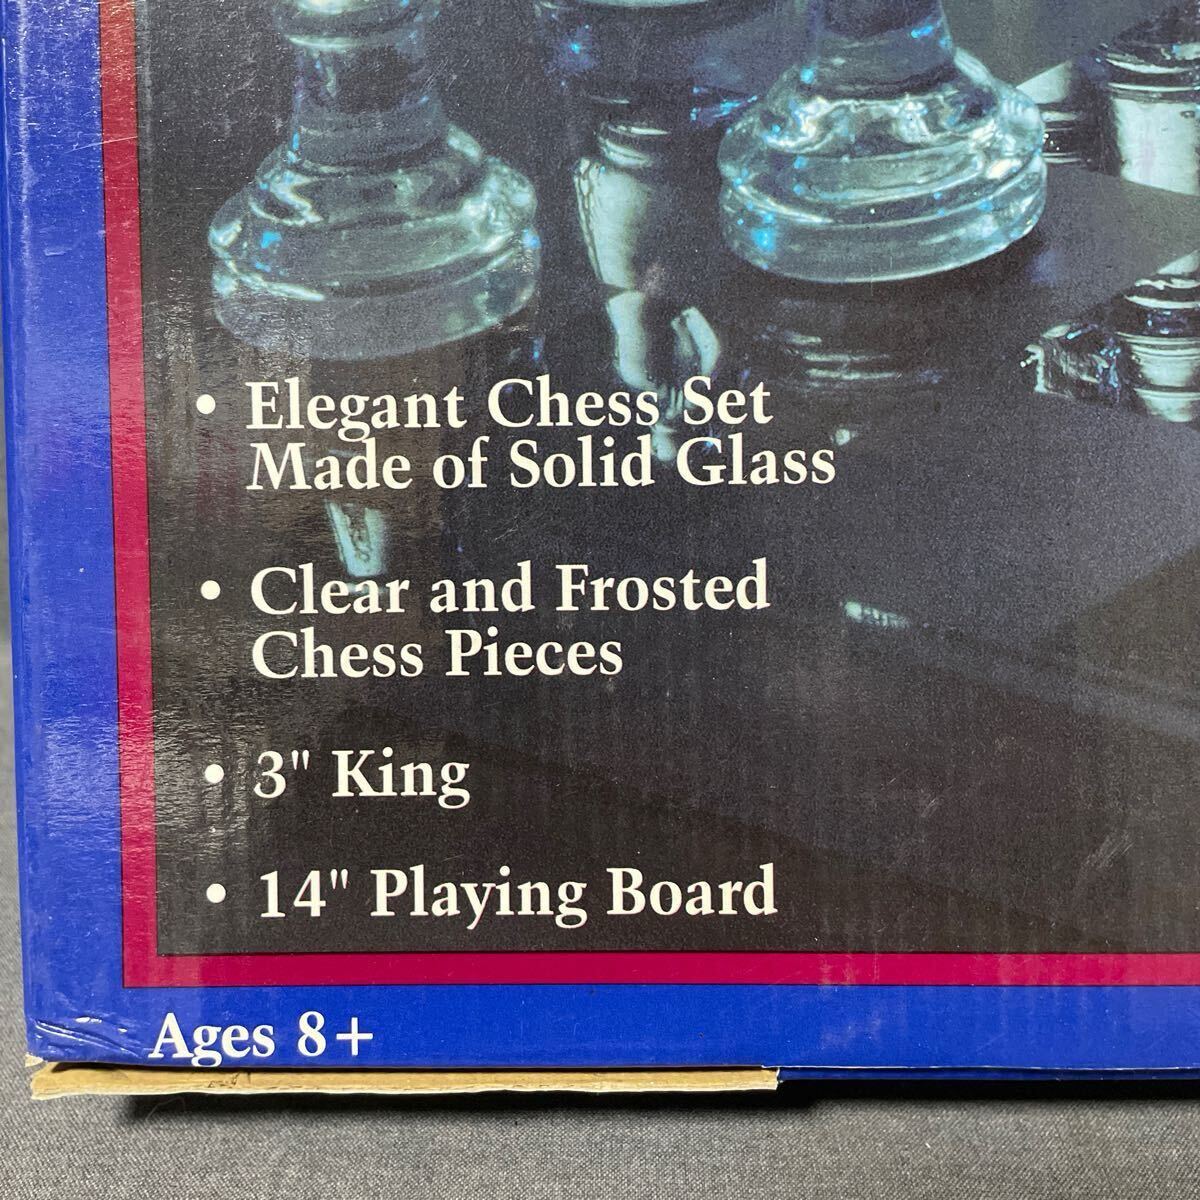 • Elegant Chess Set
Made of Solid Glass
• Clear and Frosted
Chess Pieces
• 3" King
• 14" Playing Board
Ages 8+